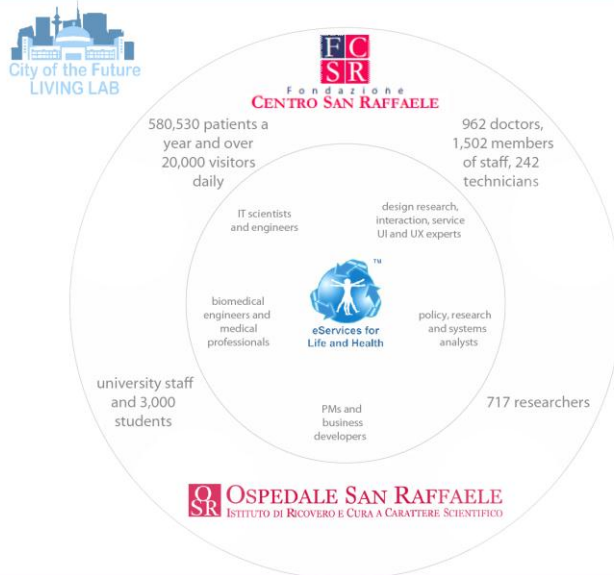 City of the Future
LIVING LAB
FC
SR
Fondazione
CENTRO SAN RAFFAELE
580,530 patients a
year and over
20,000 visitors
daily
962 doctors,
1,502 members
of staff, 242
technicians
IT scientists
and engineers
design research,
interaction, service
UI and UX experts
TM
eServices for
Life and Health
biomedical
engineers and
medical
professionals
policy, research
and systems
analysts
university staff
and 3,000
students
PMs and
business
developers
717 researchers
OSR
OSPEDALE SAN RAFFAELE
ISTITUTO DI RICOVERO E CURA A CARATTERE SCIENTIFICO